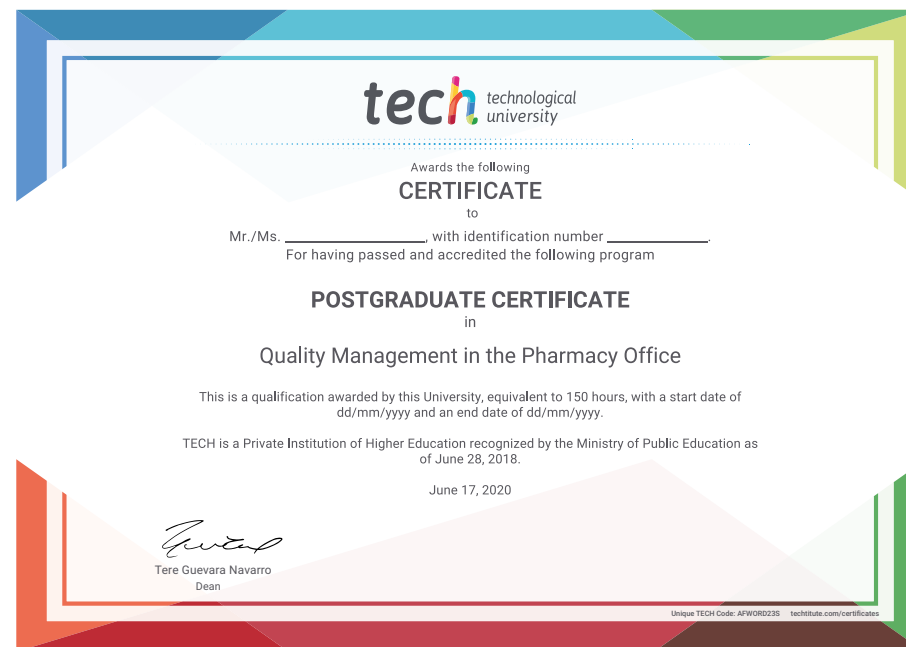 tech technological
university
Awards the following
CERTIFICATE
to
Mr./Ms. ____________________, with identification number __________________.
For having passed and accredited the following program
POSTGRADUATE CERTIFICATE
in
Quality Management in the Pharmacy Office
This is a qualification awarded by this University, equivalent to 150 hours, with a start date of
dd/mm/yyyy and an end date of dd/mm/yyyy.
TECH is a Private Institution of Higher Education recognized by the Ministry of Public Education as
of June 28, 2018.
June 17, 2020
Tere Guevara Navarro
Dean
Unique TECH Code: AFWORD23S techtitute.com/certificates